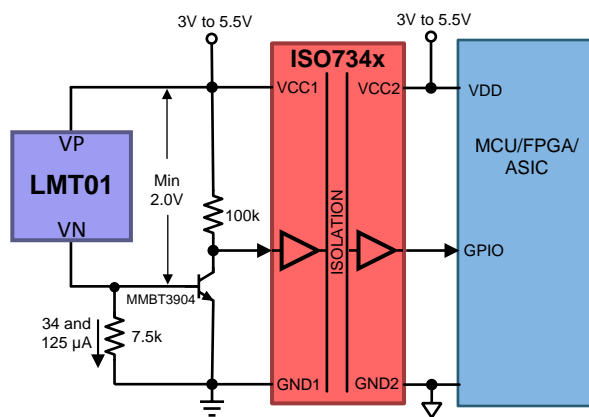 3V to 5.5V
3V to 5.5V
ISO734x
VCC1
VCC2
VDD
MCU/FPGA/
ASIC
VP
LMT01
VN
Min
2.0V
100k
ISOLATION
GPIO
MMBT3904
34 and
125 µA
7.5k
GND1
GND2